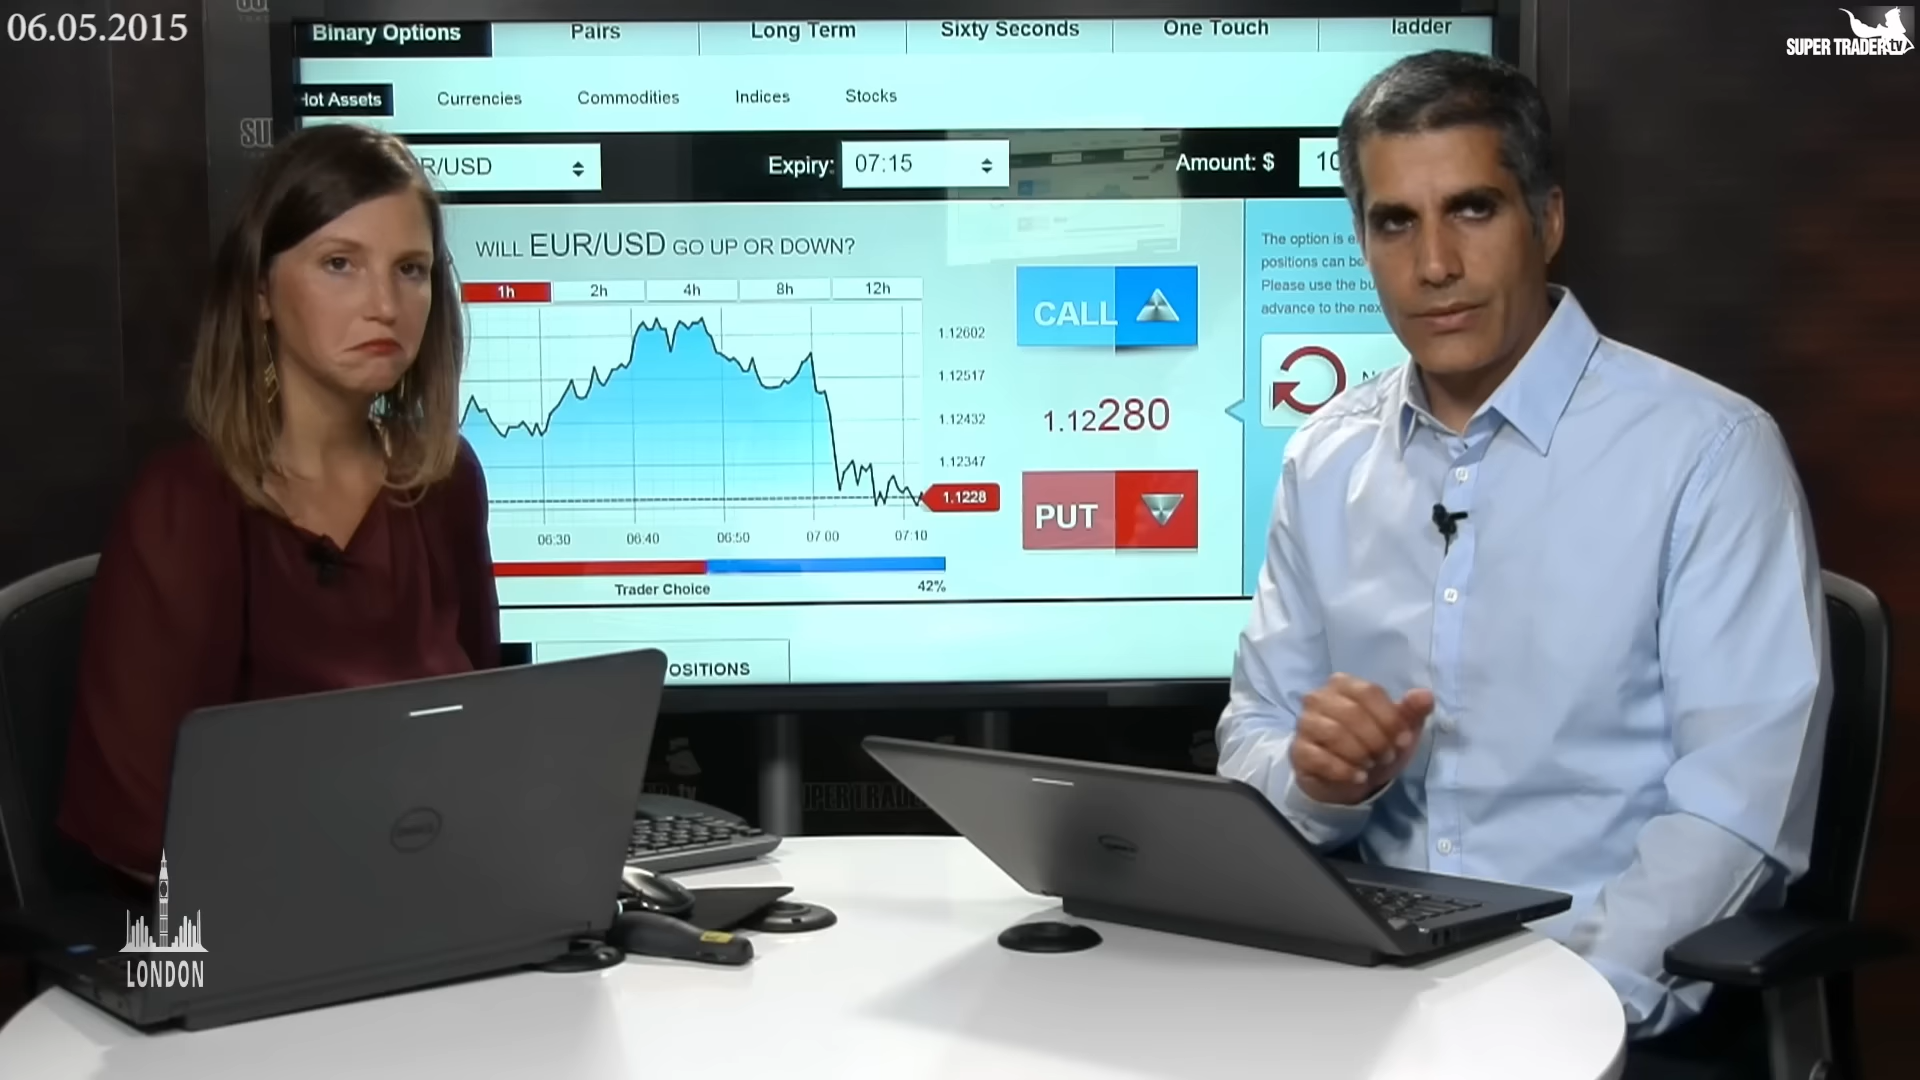 06.05.2015
SUPER TRADER tv
Binary Options Pairs Long Term Sixty Seconds One Touch ladder
Hot Assets Currencies Commodities Indices Stocks
R/USD Expiry: 07:15 Amount: $ 10
WILL EUR/USD GO UP OR DOWN?
1h 2h 4h 8h 12h
1.12602
1.12517
1.12432
1.12347
1.1228
06:30 06:40 06:50 07 00 07:10
Trader Choice 42%
CALL
1.12280
PUT
The option is e
positions can be
Please use the bu
advance to the nex
OSITIONS
DELL
LONDON